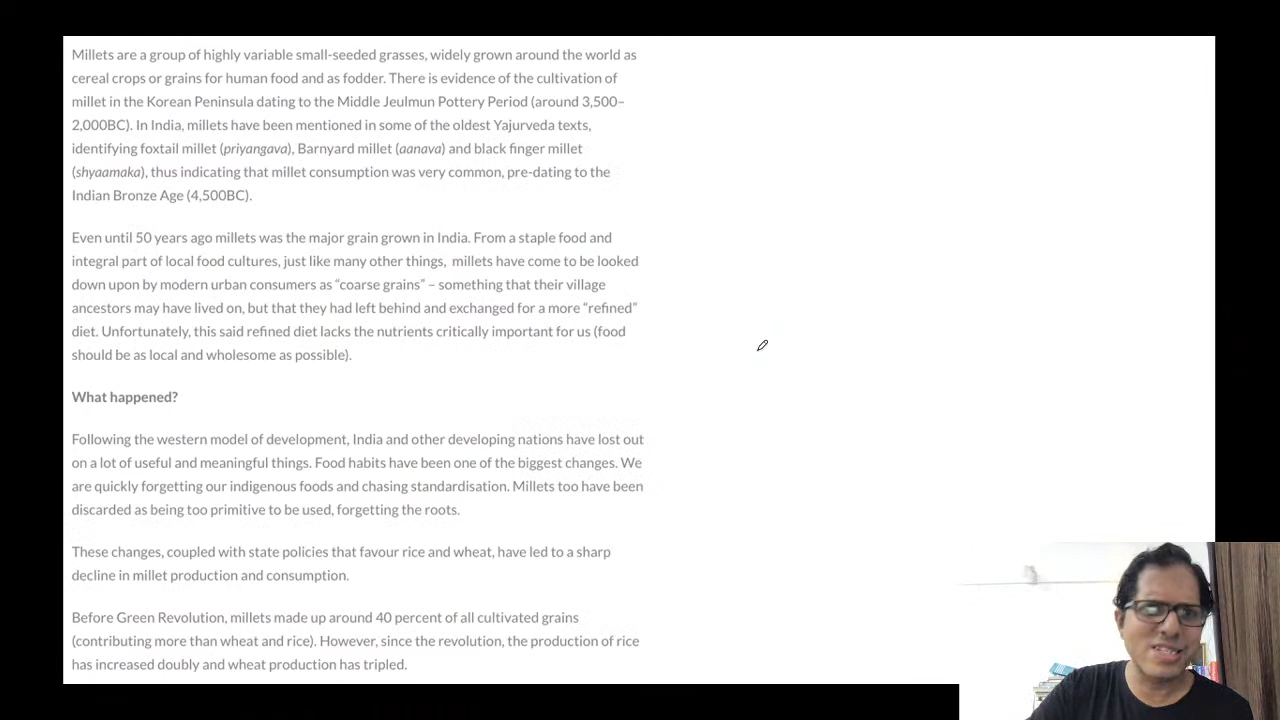 Millets are a group of highly variable small-seeded grasses, widely grown around the world as
cereal crops or grains for human food and as fodder. There is evidence of the cultivation of
millet in the Korean Peninsula dating to the Middle Jeulmun Pottery Period (around 3,500–
2,000BC). In India, millets have been mentioned in some of the oldest Yajurveda texts,
identifying foxtail millet (priyangava), Barnyard millet (aanava) and black finger millet
(shyaamaka), thus indicating that millet consumption was very common, pre-dating to the
Indian Bronze Age (4,500BC).
Even until 50 years ago millets was the major grain grown in India. From a staple food and
integral part of local food cultures, just like many other things, millets have come to be looked
down upon by modern urban consumers as “coarse grains” – something that their village
ancestors may have lived on, but that they had left behind and exchanged for a more “refined”
diet. Unfortunately, this said refined diet lacks the nutrients critically important for us (food
should be as local and wholesome as possible).
What happened?
Following the western model of development, India and other developing nations have lost out
on a lot of useful and meaningful things. Food habits have been one of the biggest changes. We
are quickly forgetting our indigenous foods and chasing standardisation. Millets too have been
discarded as being too primitive to be used, forgetting the roots.
These changes, coupled with state policies that favour rice and wheat, have led to a sharp
decline in millet production and consumption.
Before Green Revolution, millets made up around 40 percent of all cultivated grains
(contributing more than wheat and rice). However, since the revolution, the production of rice
has increased doubly and wheat production has tripled.